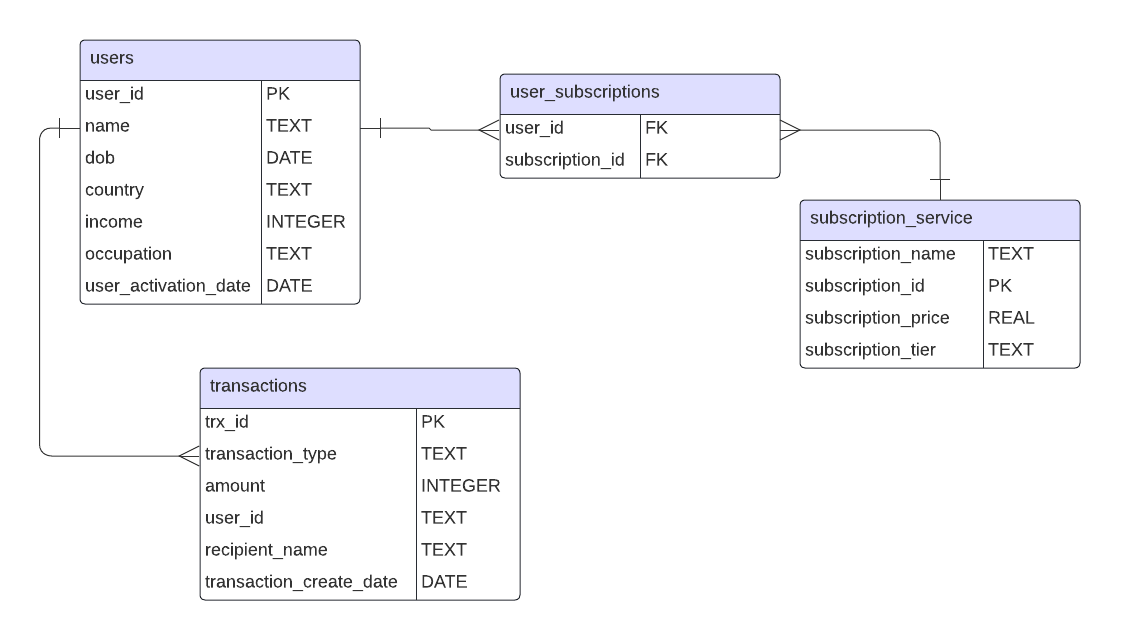 users
user_id PK
name TEXT
dob DATE
country TEXT
income INTEGER
occupation TEXT
user_activation_date DATE
user_subscriptions
user_id FK
subscription_id FK
subscription_service
subscription_name TEXT
subscription_id PK
subscription_price REAL
subscription_tier TEXT
transactions
trx_id PK
transaction_type TEXT
amount INTEGER
user_id TEXT
recipient_name TEXT
transaction_create_date DATE